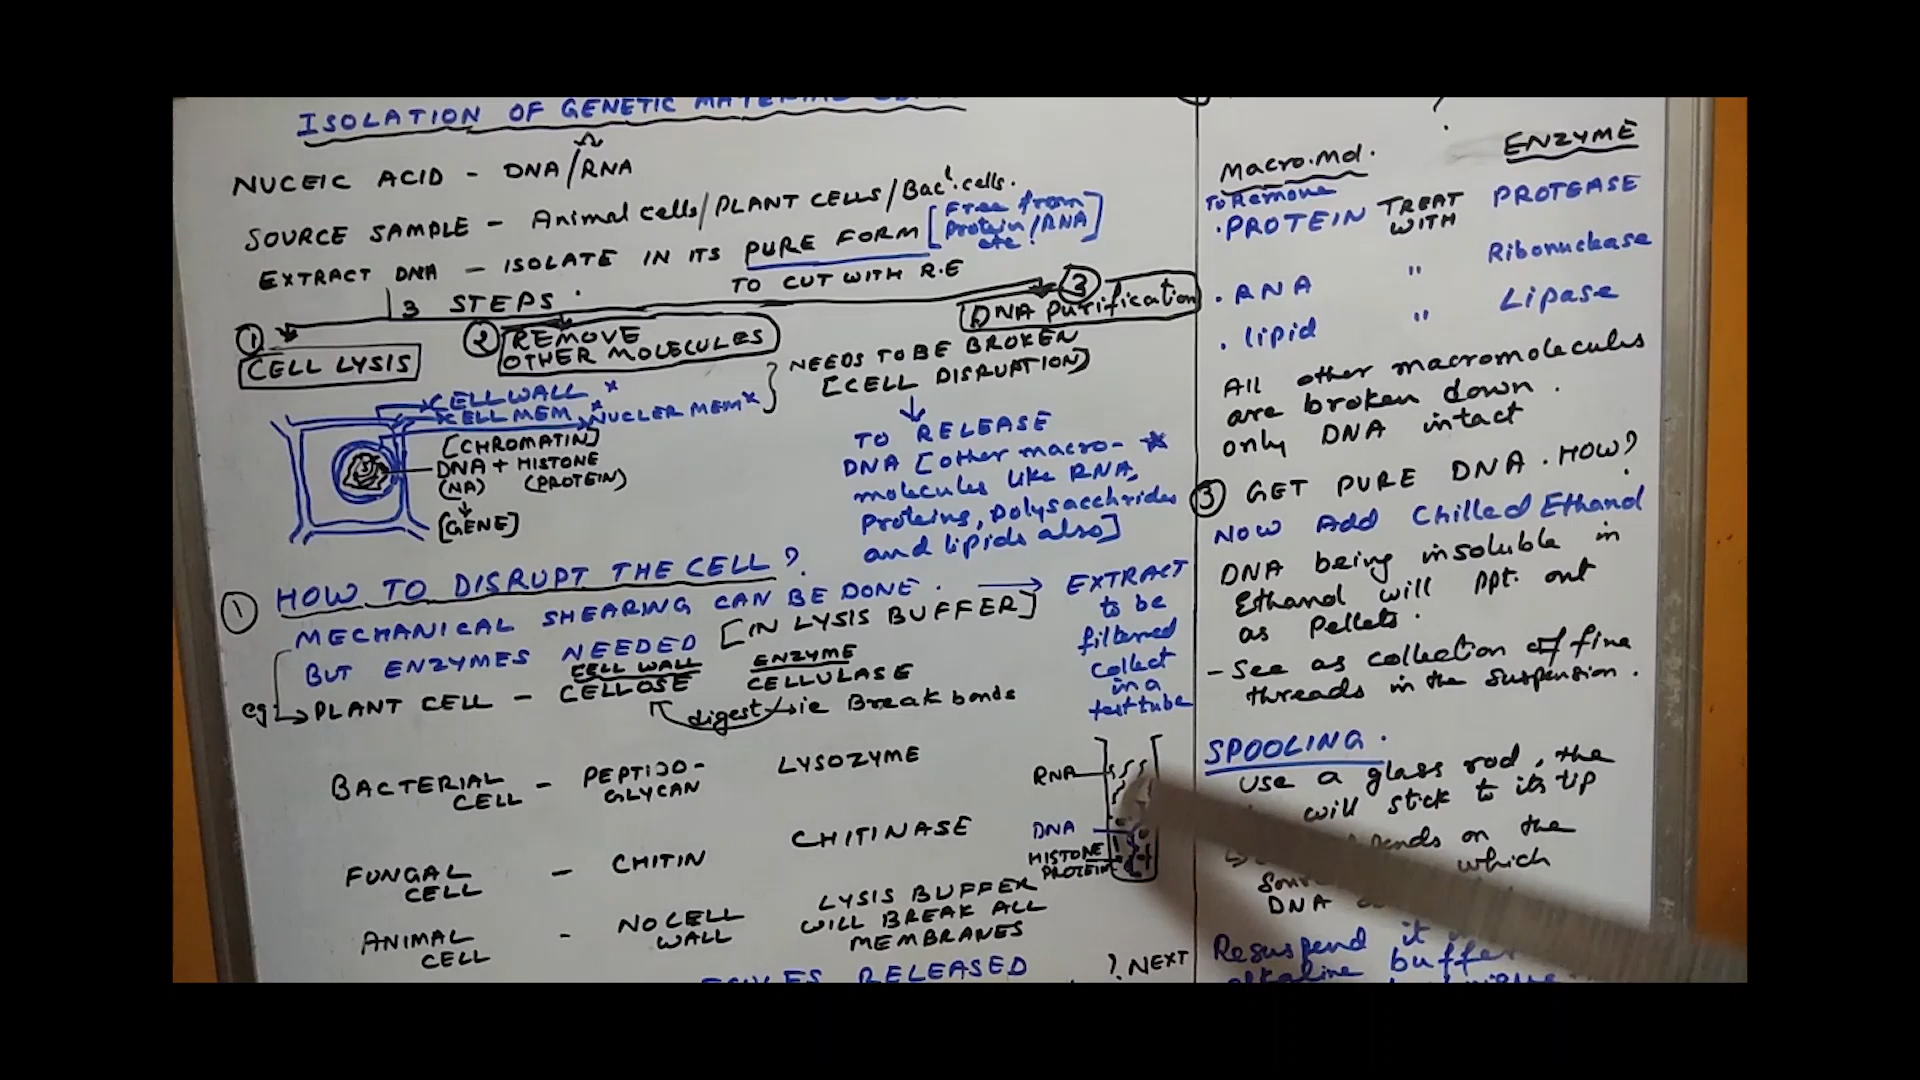 ISOLATION OF GENETIC MATERIAL
NUCEIC ACID - DNA/RNA
SOURCE SAMPLE - Animal cells/PLANT CELLS/Bacl. cells.
EXTRACT DNA - ISOLATE IN ITS PURE FORM [Free from
Protein/RNA
etc.]
TO CUT WITH R.E
3 STEPS.
① CELL LYSIS
② REMOVE
OTHER MOLECULES
③ DNA Purification
CELL WALL *
CELL MEM * NUCLER MEM *
} NEEDS TO BE BROKEN
[CELL DISRUPTION]
[CHROMATIN]
DNA + HISTONE
(NA) (PROTEIN)
[GENE]
TO RELEASE
DNA [other macro- *
molecules like RNA,
Proteins, polysacchrides
and lipids also]
① HOW TO DISRUPT THE CELL?
MECHANICAL SHEARING CAN BE DONE.
BUT ENZYMES NEEDED [IN LYSIS BUFFER]
→ EXTRACT
to be
filtered
collect
in a
test tube
CELL WALL ENZYME
eg: PLANT CELL - CELLOSE CELLULASE
digest → ie Break bonds
BACTERIAL
CELL - PEPTIDO-
GLYCAN LYSOZYME
FUNGAL
CELL - CHITIN CHITINASE
ANIMAL
CELL - NO CELL
WALL LYSIS BUFFER
WILL BREAK ALL
MEMBRANES
RNA
DNA
HISTONE
PROTEIN
RELEASED ? NEXT
?
Macro.Mol. ENZYME
To Remove
. PROTEIN TREAT
WITH PROTEASE
. RNA " Ribonuclease
. lipid " Lipase
All other macromolecules
are broken down.
only DNA intact
③ GET PURE DNA. HOW?
NOW Add Chilled Ethanol
DNA being insoluble in
Ethanol will ppt. out
as pellets.
- See as collection of fine
threads in the suspension.
SPOOLING.
Use a glass rod, the
will stick to its tip
on the
which
DNA
Resuspend it
alkaline buffer